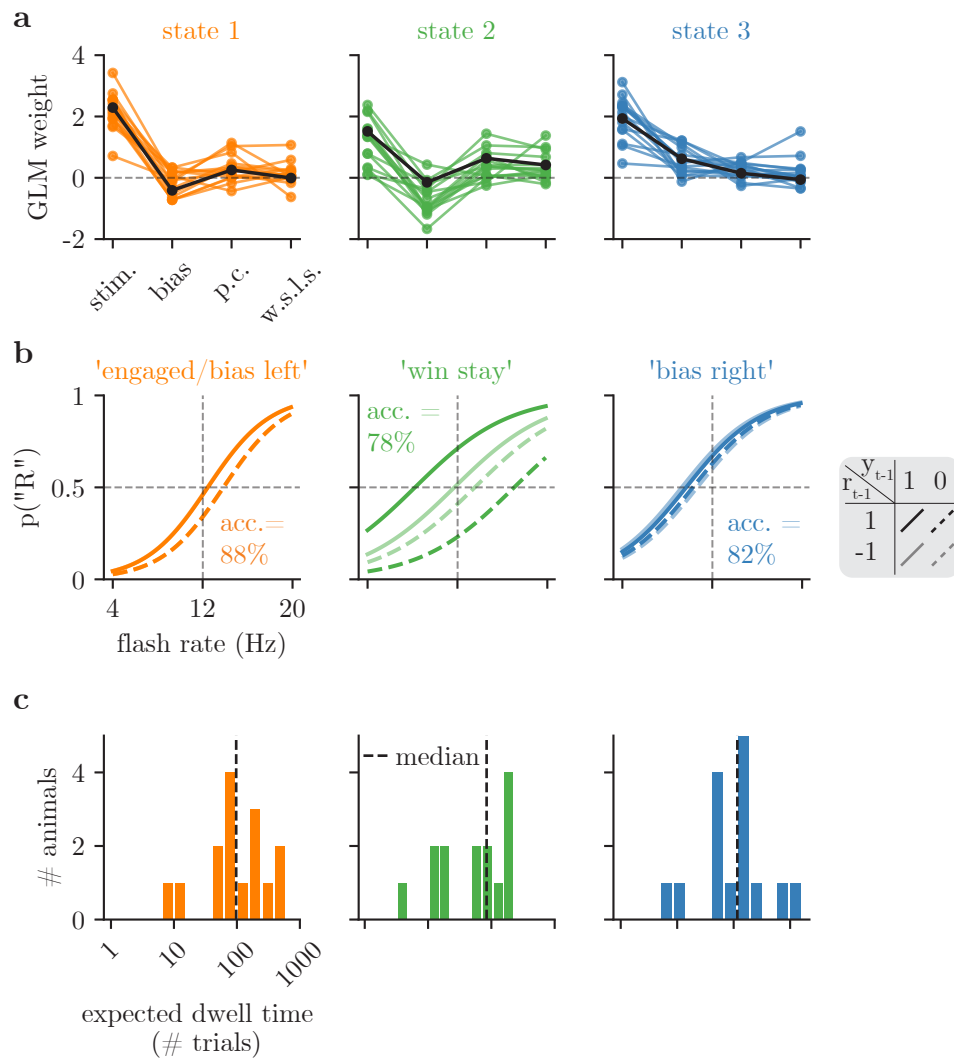 a
state 1
state 2
state 3
GLM weight
4
2
0
-2
stim.
bias
p.c.
w.s.l.s.
b
'engaged/bias left'
'win stay'
'bias right'
p("R")
1
0.5
0
acc.=
88%
acc. =
78%
acc. =
82%
4
12
20
flash rate (Hz)
y t-1
r t-1
1 0
1
-1
c
# animals
4
2
0
median
1
10
100
1000
expected dwell time
(# trials)